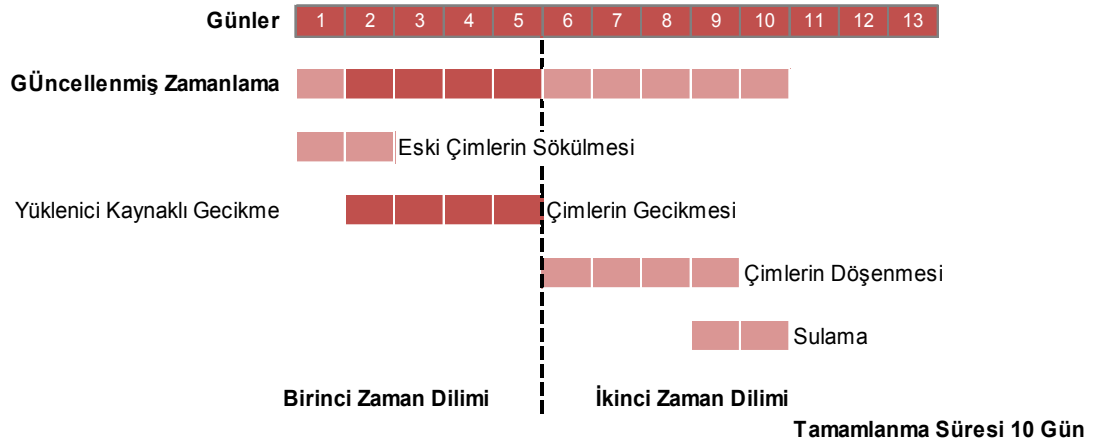 Günler 1 2 3 4 5 6 7 8 9 10 11 12 13
GÜncellenmiş Zamanlama
Eski Çimlerin Sökülmesi
Yüklenici Kaynaklı Gecikme Çimlerin Gecikmesi
Çimlerin Döşenmesi
Sulama
Birinci Zaman Dilimi İkinci Zaman Dilimi
Tamamlanma Süresi 10 Gün